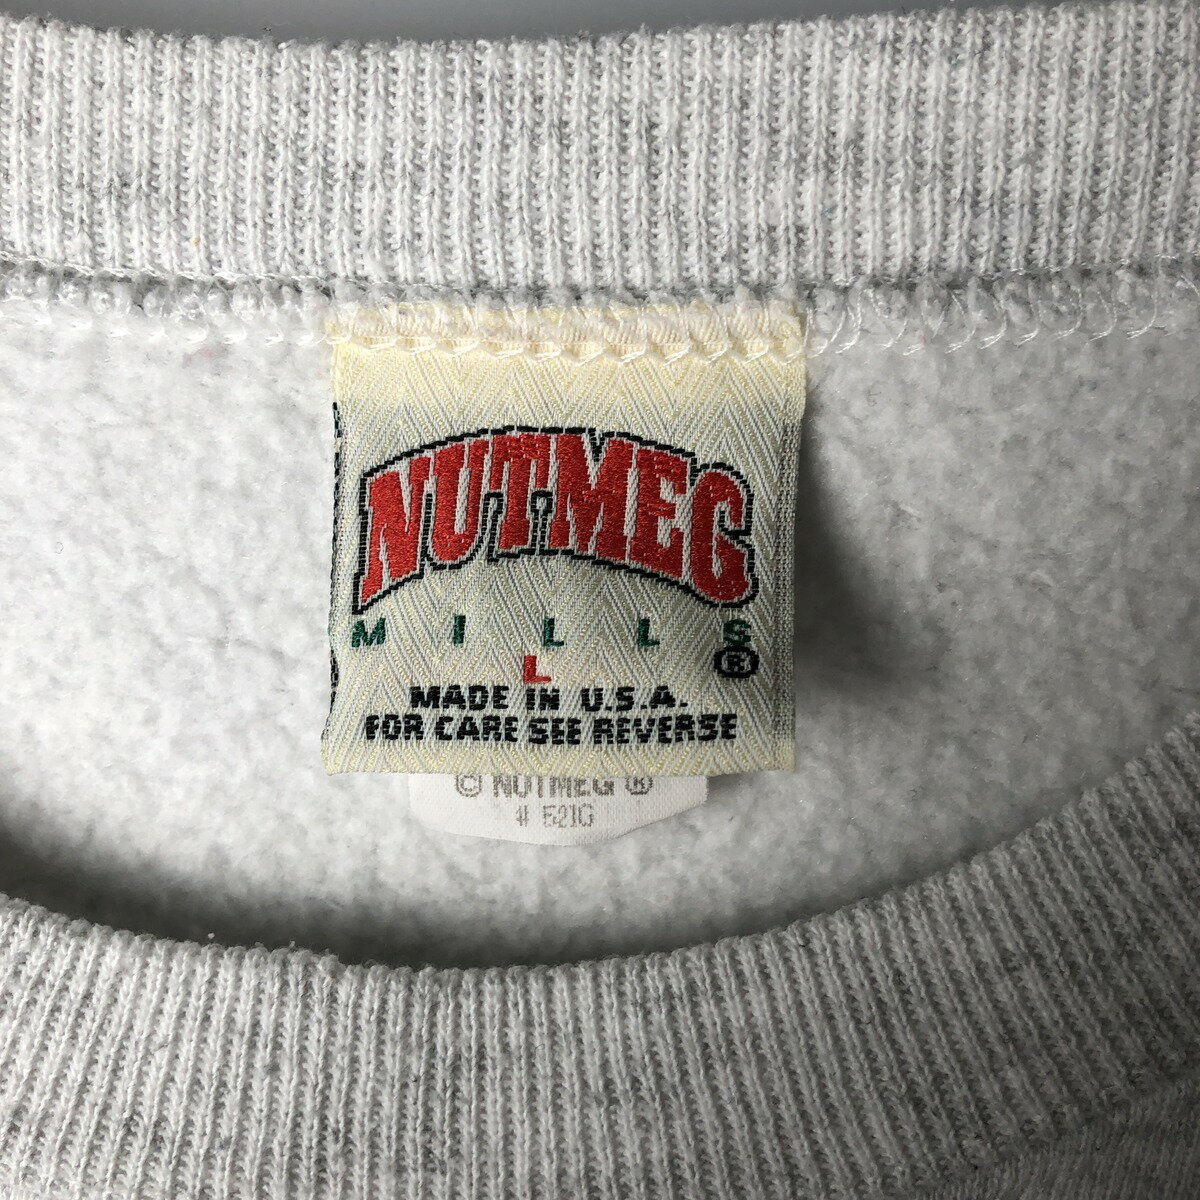 NUTMEG
MILLS
®
L
MADE IN U.S.A.
FOR CARE SEE REVERSE
© NUTMEG ®
# 521G